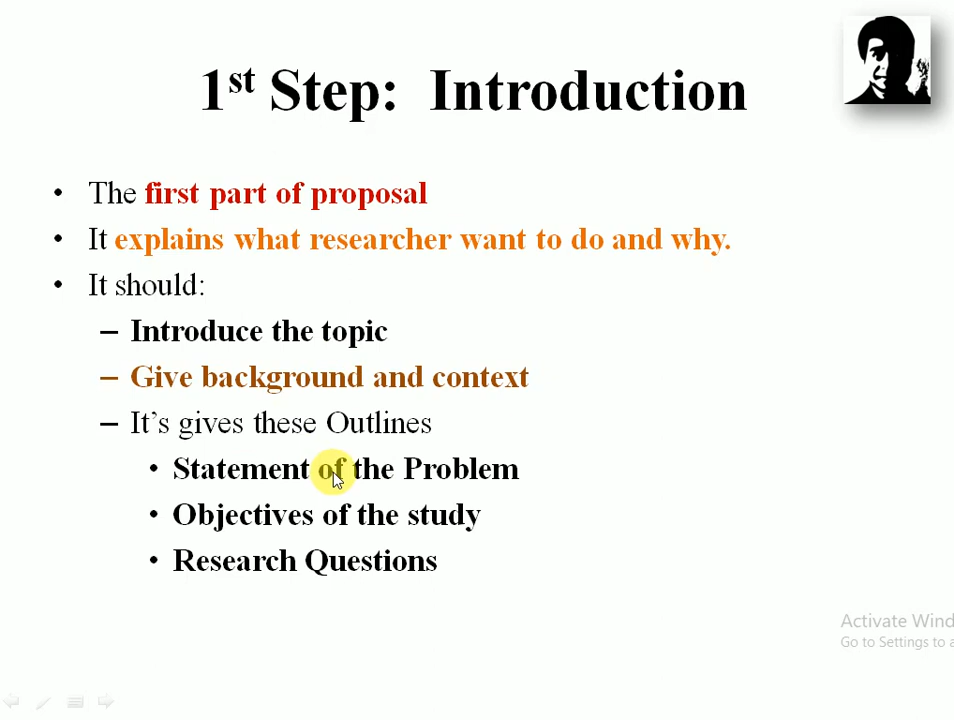 1st Step: Introduction
• The first part of proposal
• It explains what researcher want to do and why.
• It should:
– Introduce the topic
– Give background and context
– It’s gives these Outlines
• Statement of the Problem
• Objectives of the study
• Research Questions
Activate Wind
Go to Settings to a